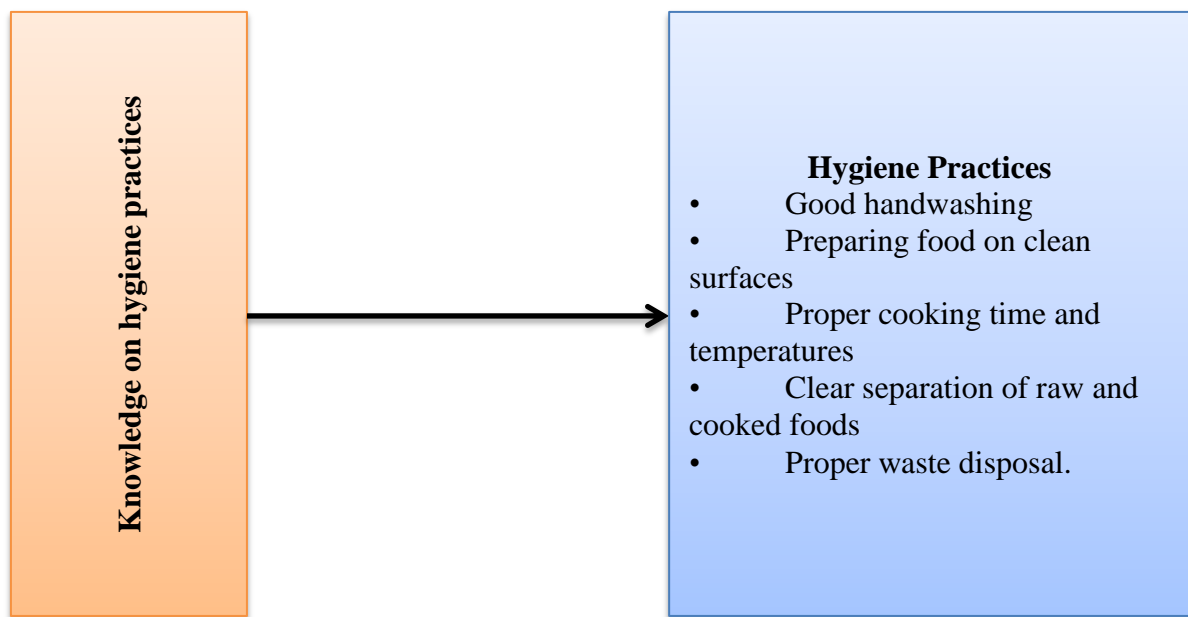 Knowledge on hygiene practices
Hygiene Practices
• Good handwashing
• Preparing food on clean
surfaces
• Proper cooking time and
temperatures
• Clear separation of raw and
cooked foods
• Proper waste disposal.